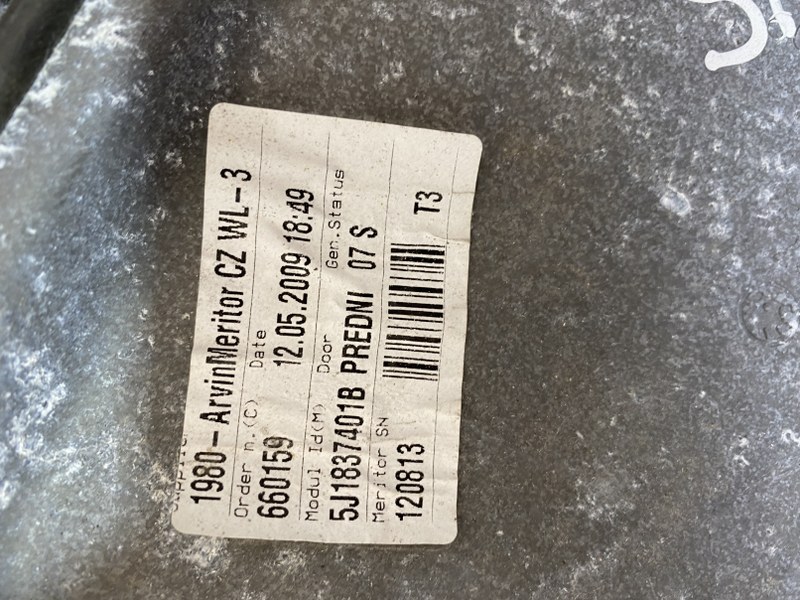 Supplier
1980-ArvinMeritor CZ WL-3
Order n.(C) Date
660159 12.05.2009 18:49
Modul Id(M) Door Gen.Status
5J1837401B PREDNI 07 S
Meritor SN
120813 T3